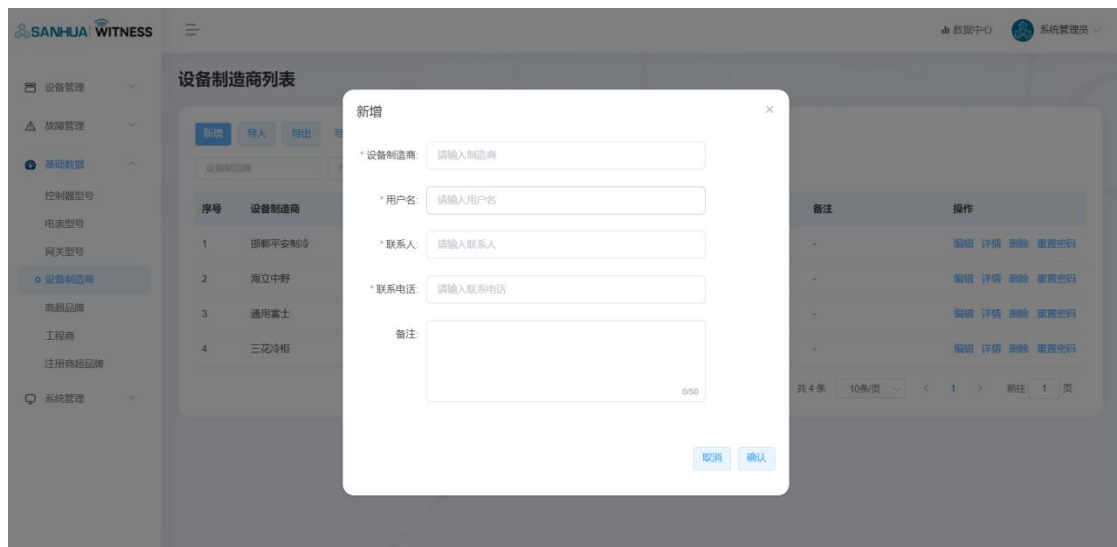 SANHUA WITNESS
数据中心
系统管理员
设备管理
故障管理
基础数据
控制器型号
电表型号
网关型号
设备制造商
商超品牌
工程商
注册商超品牌
系统管理
设备制造商列表
新增 导入 导出
设备制造商
序号 设备制造商 备注 操作
1 邯郸平安制冷 - 编辑 详情 删除 重置密码
2 海立中野 - 编辑 详情 删除 重置密码
3 通用富士 - 编辑 详情 删除 重置密码
4 三花冷柜 - 编辑 详情 删除 重置密码
共 4 条 10条/页 < 1 > 前往 1 页
新增 ×
* 设备制造商: 请输入制造商
* 用户名: 请输入用户名
* 联系人: 请输入联系人
* 联系电话: 请输入联系电话
备注:
0/50
取消 确认